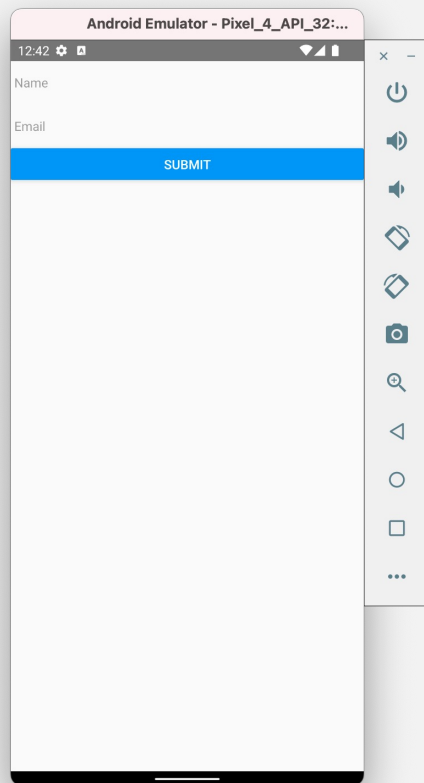 Android Emulator - Pixel_4_API_32:...
12:42 A
Name
Email
SUBMIT